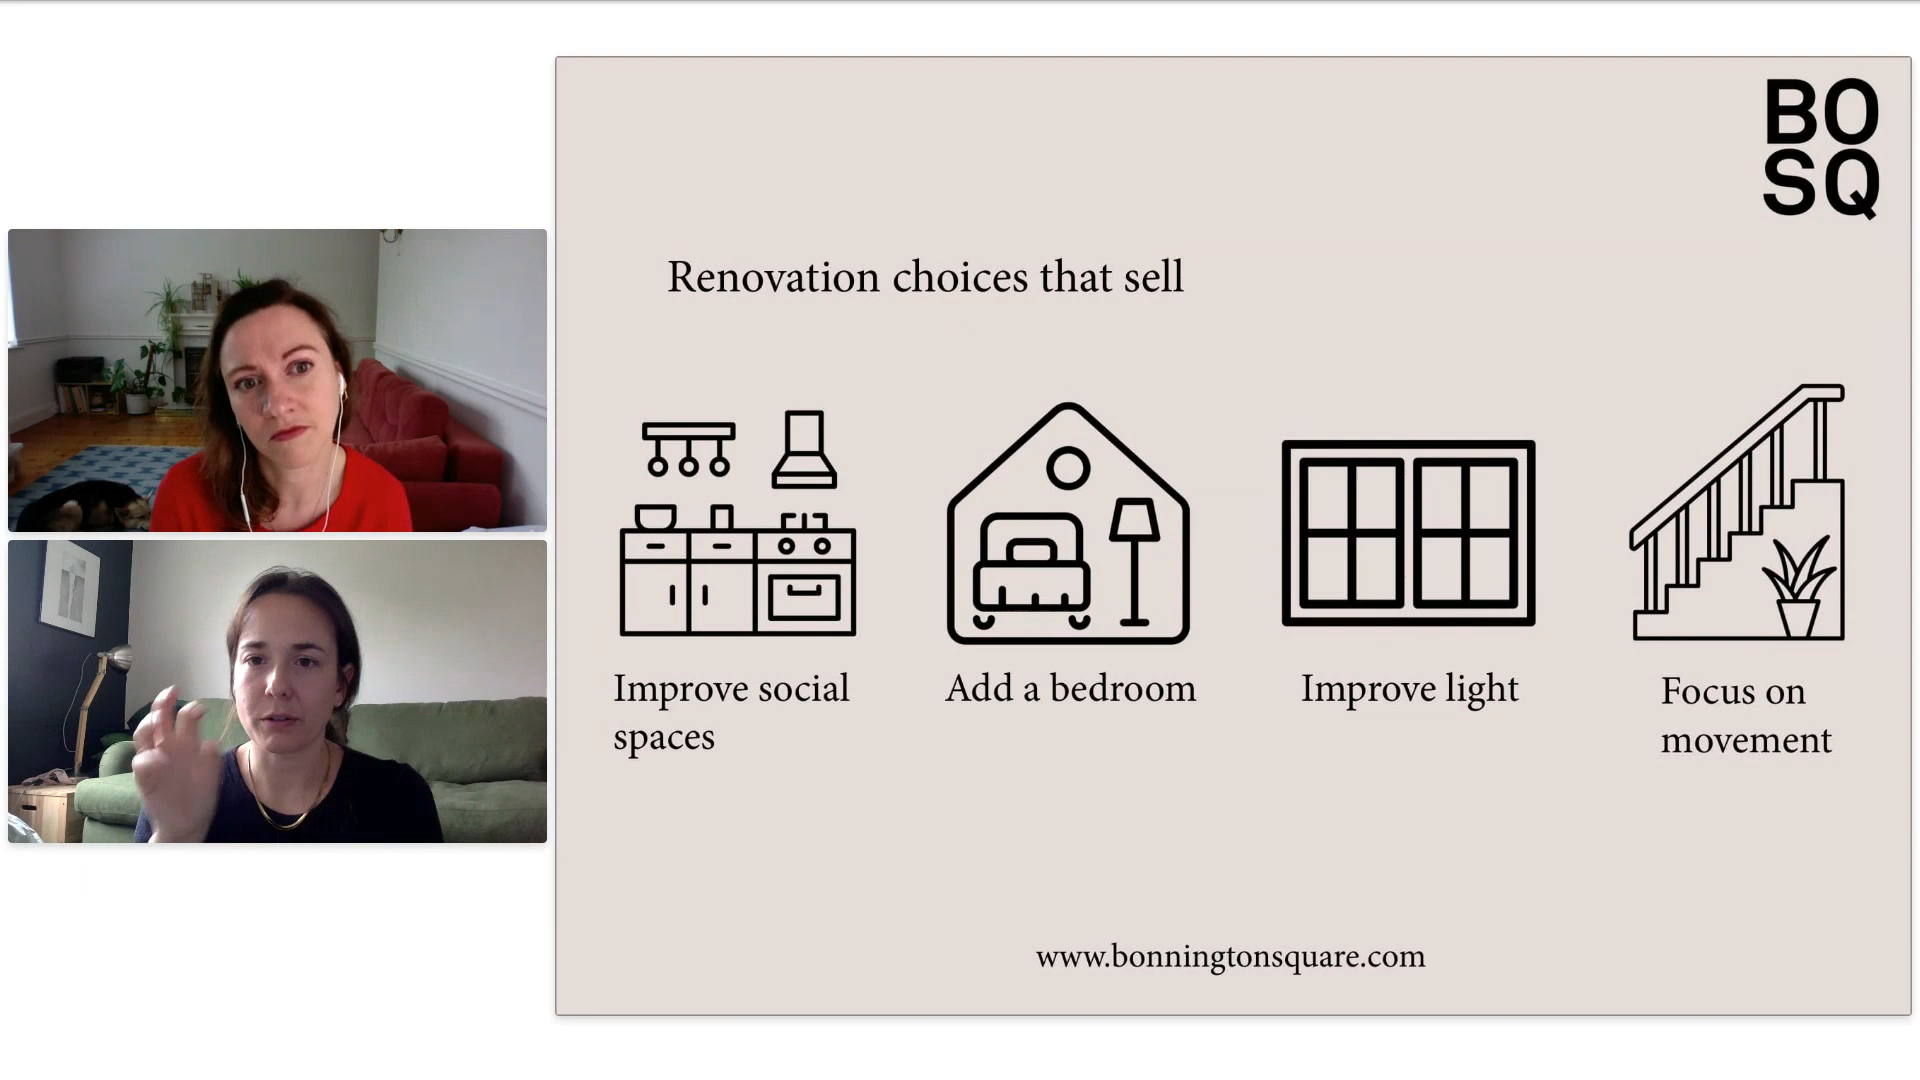 BO
SQ
Renovation choices that sell
Improve social
spaces
Add a bedroom
Improve light
Focus on
movement
www.bonningtonsquare.com